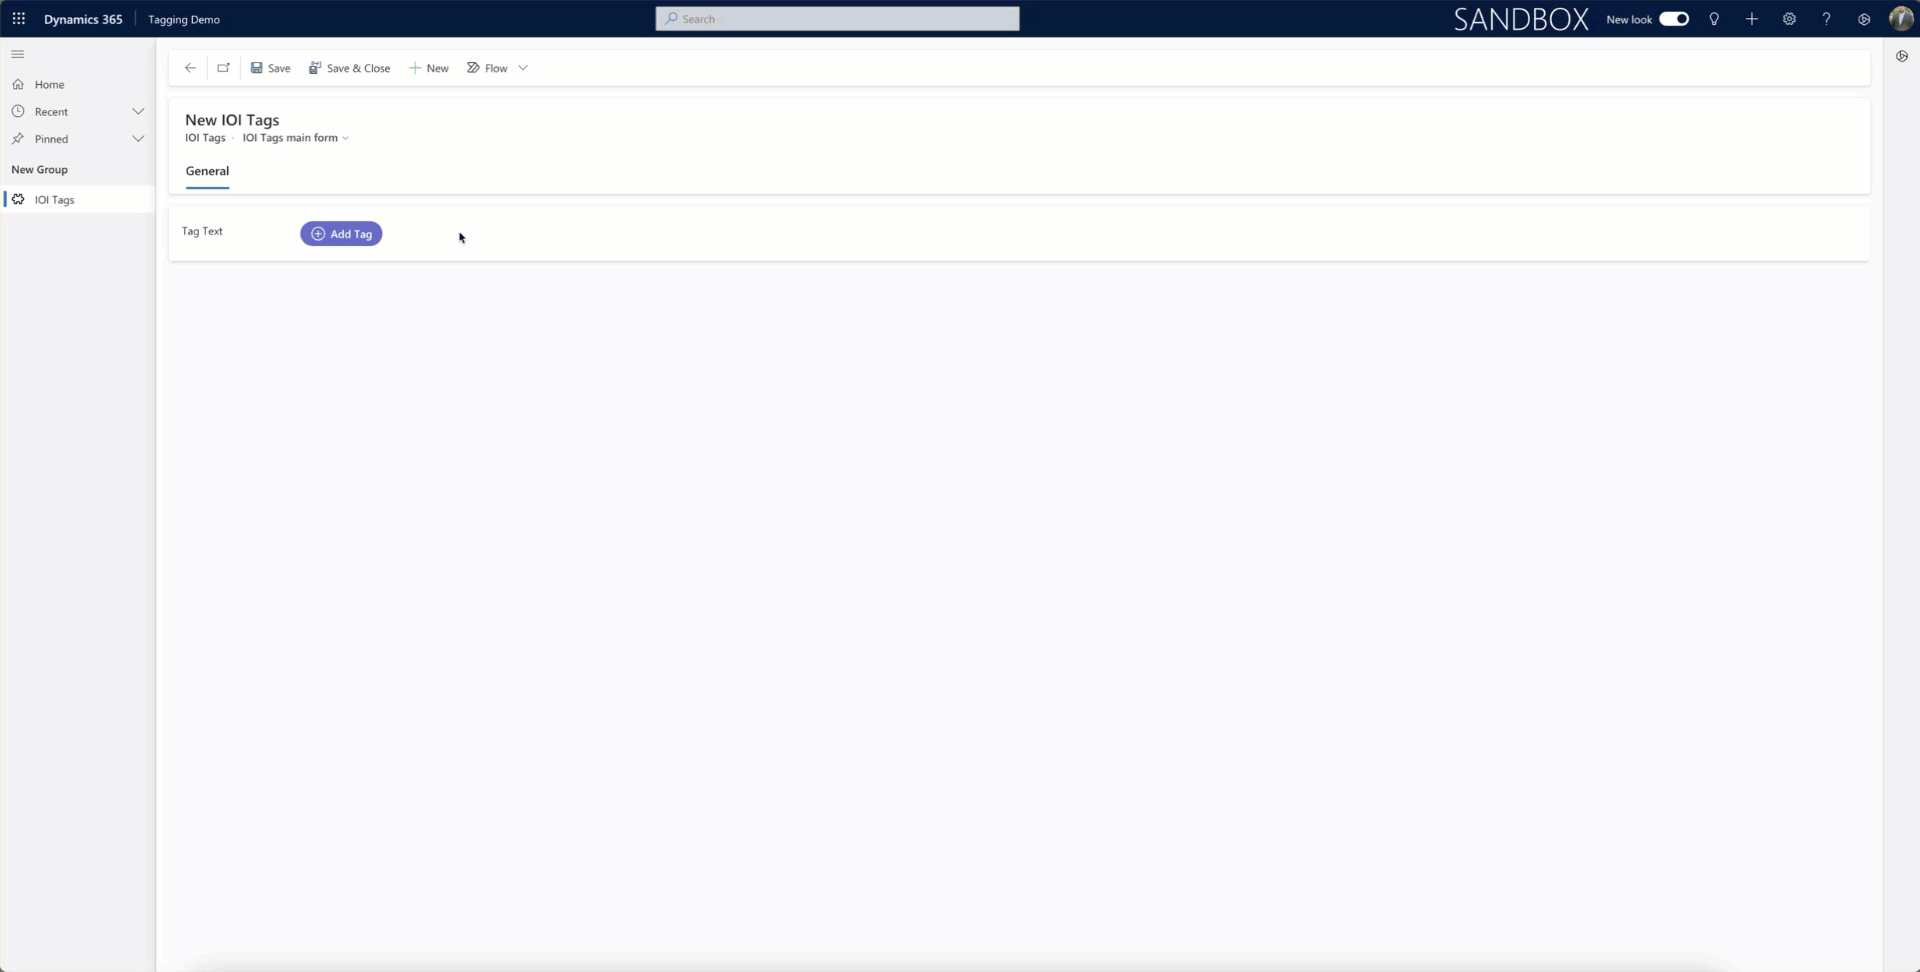 Dynamics 365
Tagging Demo
Search
SANDBOX
New look
Home
Recent
Pinned
New Group
IOI Tags
Save
Save & Close
New
Flow
New IOI Tags
IOI Tags · IOI Tags main form
General
Tag Text
Add Tag